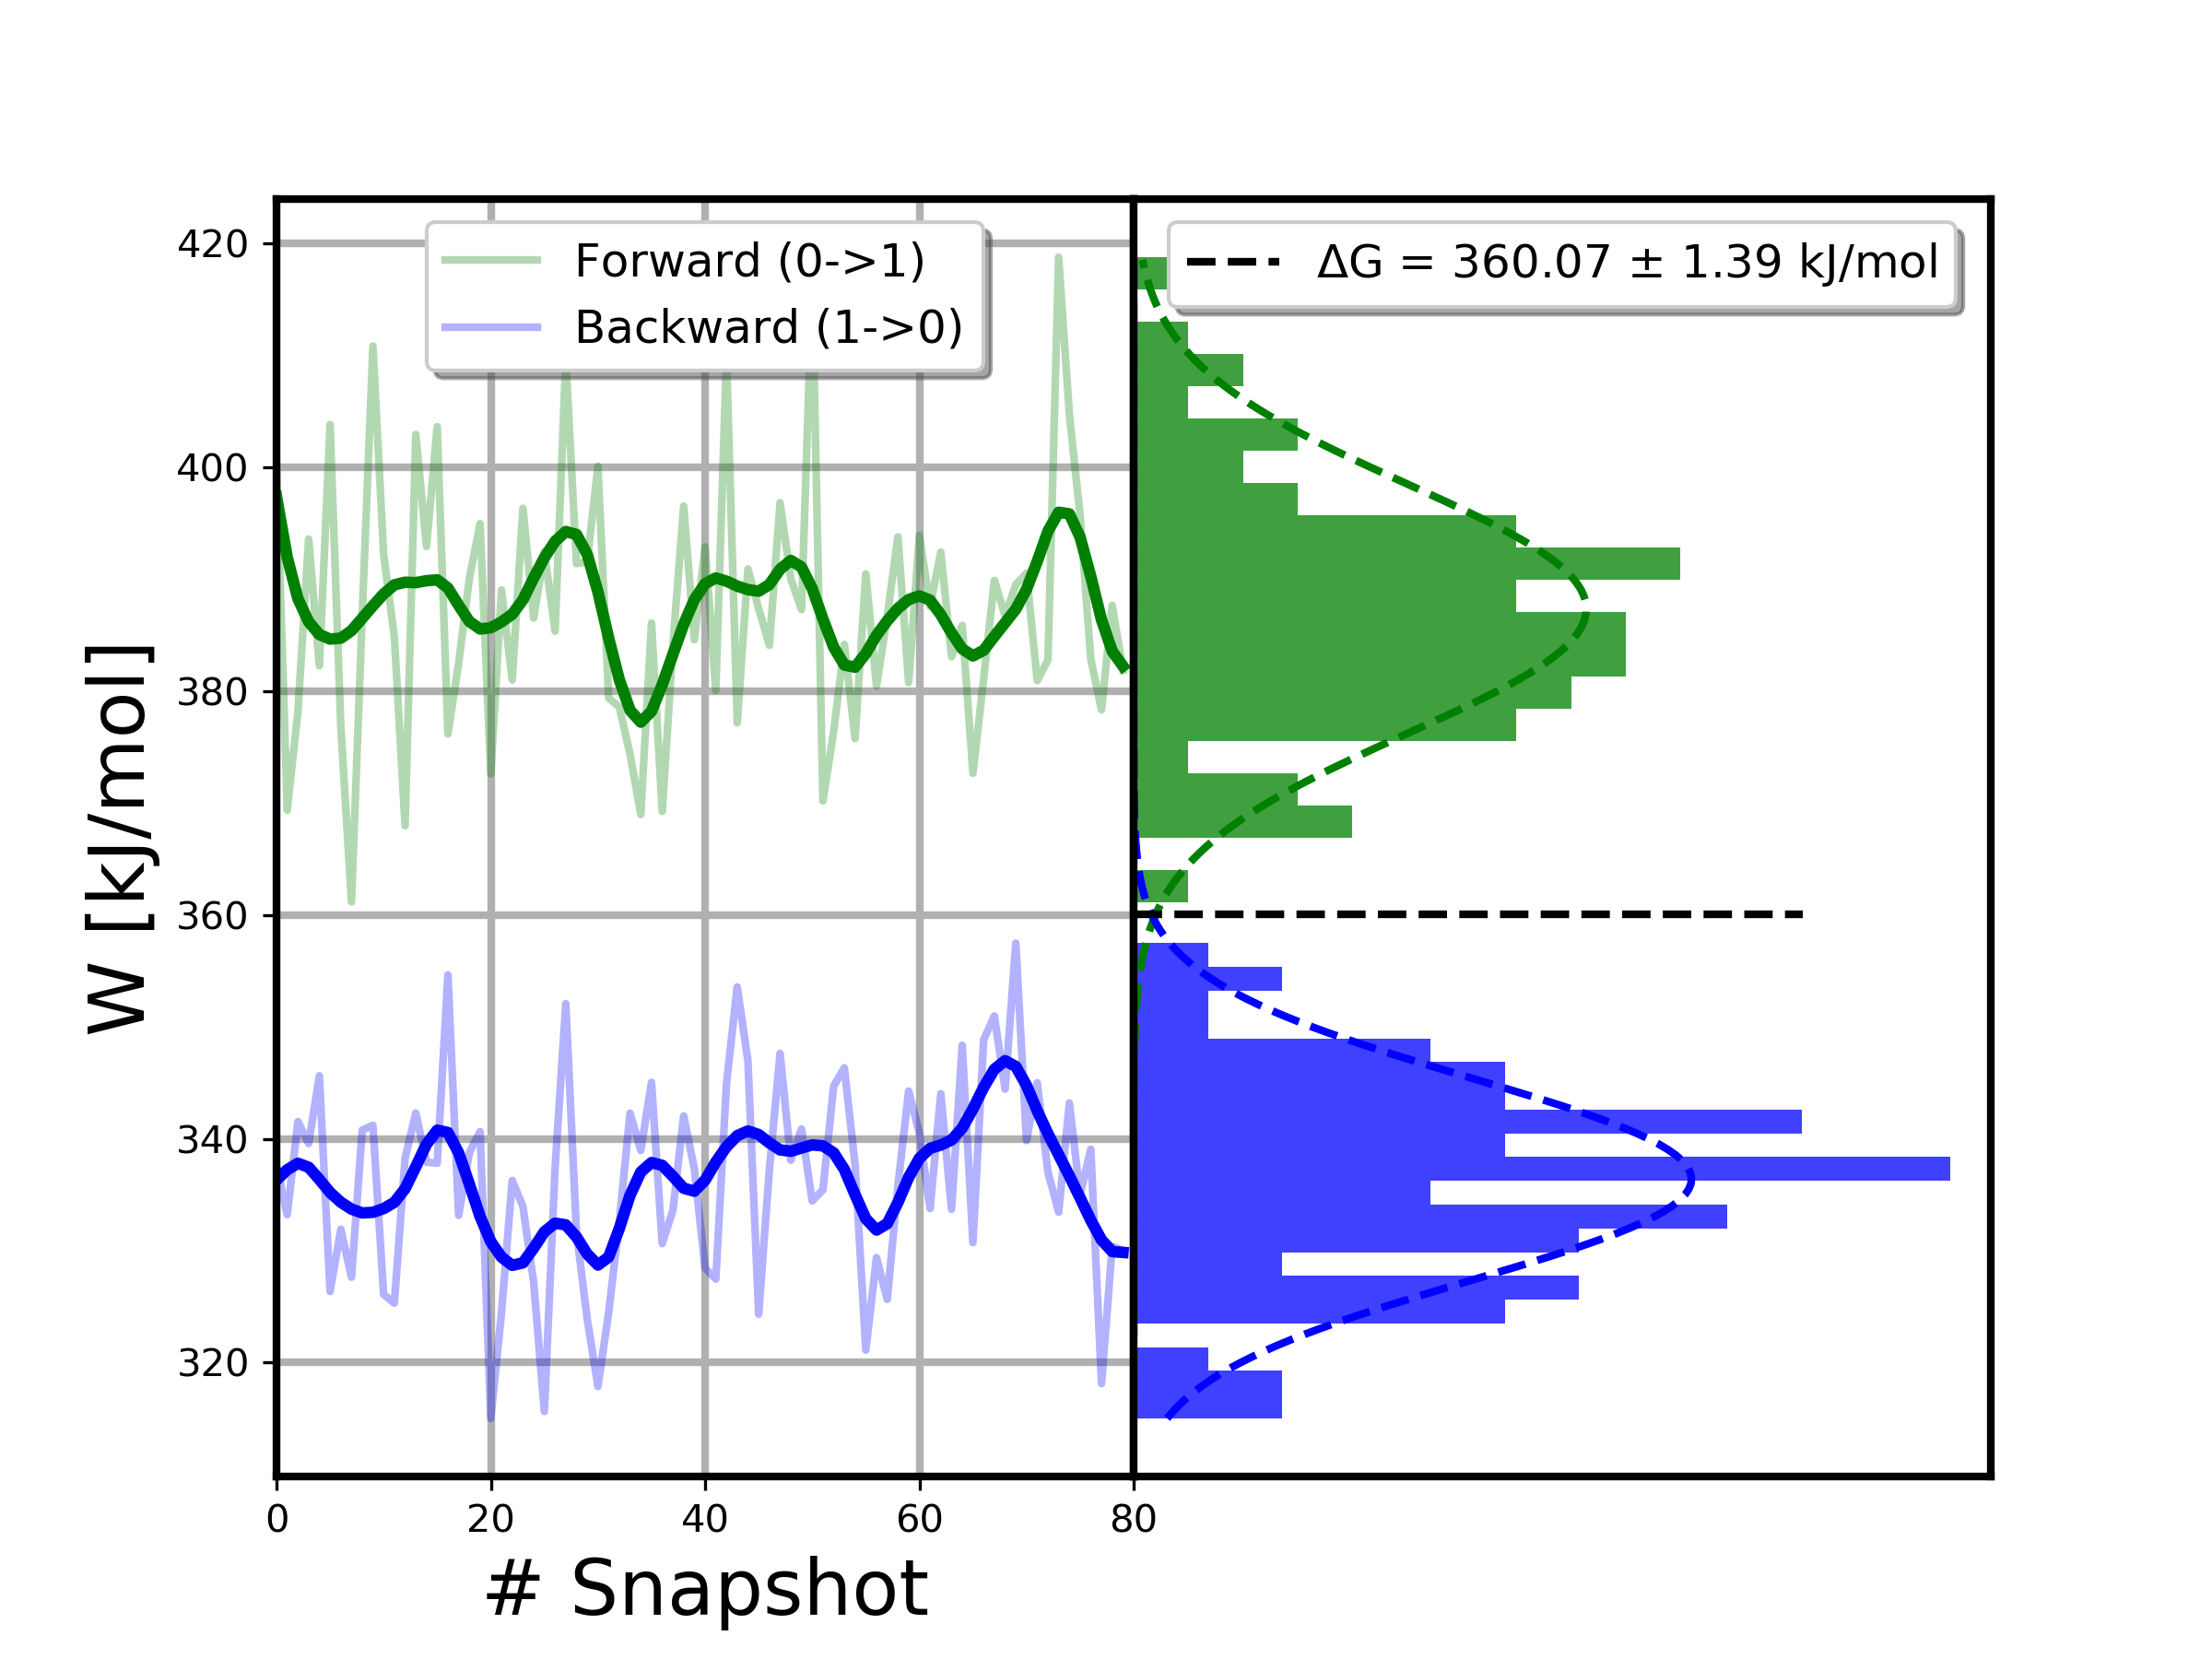 Forward (0->1)
Backward (1->0)
ΔG = 360.07 ± 1.39 kJ/mol
W [kJ/mol]
420
400
380
360
340
320
0 20 40 60 80
# Snapshot